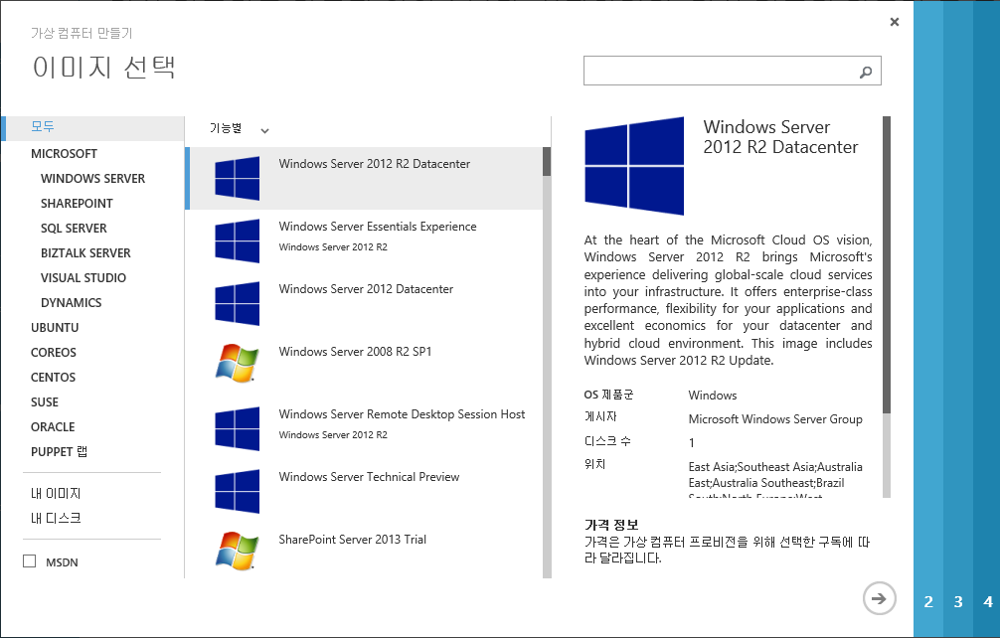 가상 컴퓨터 만들기
이미지 선택
모두
MICROSOFT
WINDOWS SERVER
SHAREPOINT
SQL SERVER
BIZTALK SERVER
VISUAL STUDIO
DYNAMICS
UBUNTU
COREOS
CENTOS
SUSE
ORACLE
PUPPET 랩
내 이미지
내 디스크
MSDN
기능별
Windows Server 2012 R2 Datacenter
Windows Server Essentials Experience
Windows Server 2012 R2
Windows Server 2012 Datacenter
Windows Server 2008 R2 SP1
Windows Server Remote Desktop Session Host
Windows Server 2012 R2
Windows Server Technical Preview
SharePoint Server 2013 Trial
Windows Server
2012 R2 Datacenter
At the heart of the Microsoft Cloud OS vision,
Windows Server 2012 R2 brings Microsoft's
experience delivering global-scale cloud services
into your infrastructure. It offers enterprise-class
performance, flexibility for your applications and
excellent economics for your datacenter and
hybrid cloud environment. This image includes
Windows Server 2012 R2 Update.
OS 제품군 Windows
게시자 Microsoft Windows Server Group
디스크 수 1
위치 East Asia;Southeast Asia;Australia
East;Australia Southeast;Brazil
South;North Europe;West
가격 정보
가격은 가상 컴퓨터 프로비전을 위해 선택한 구독에 따
라 달라집니다.
2 3 4